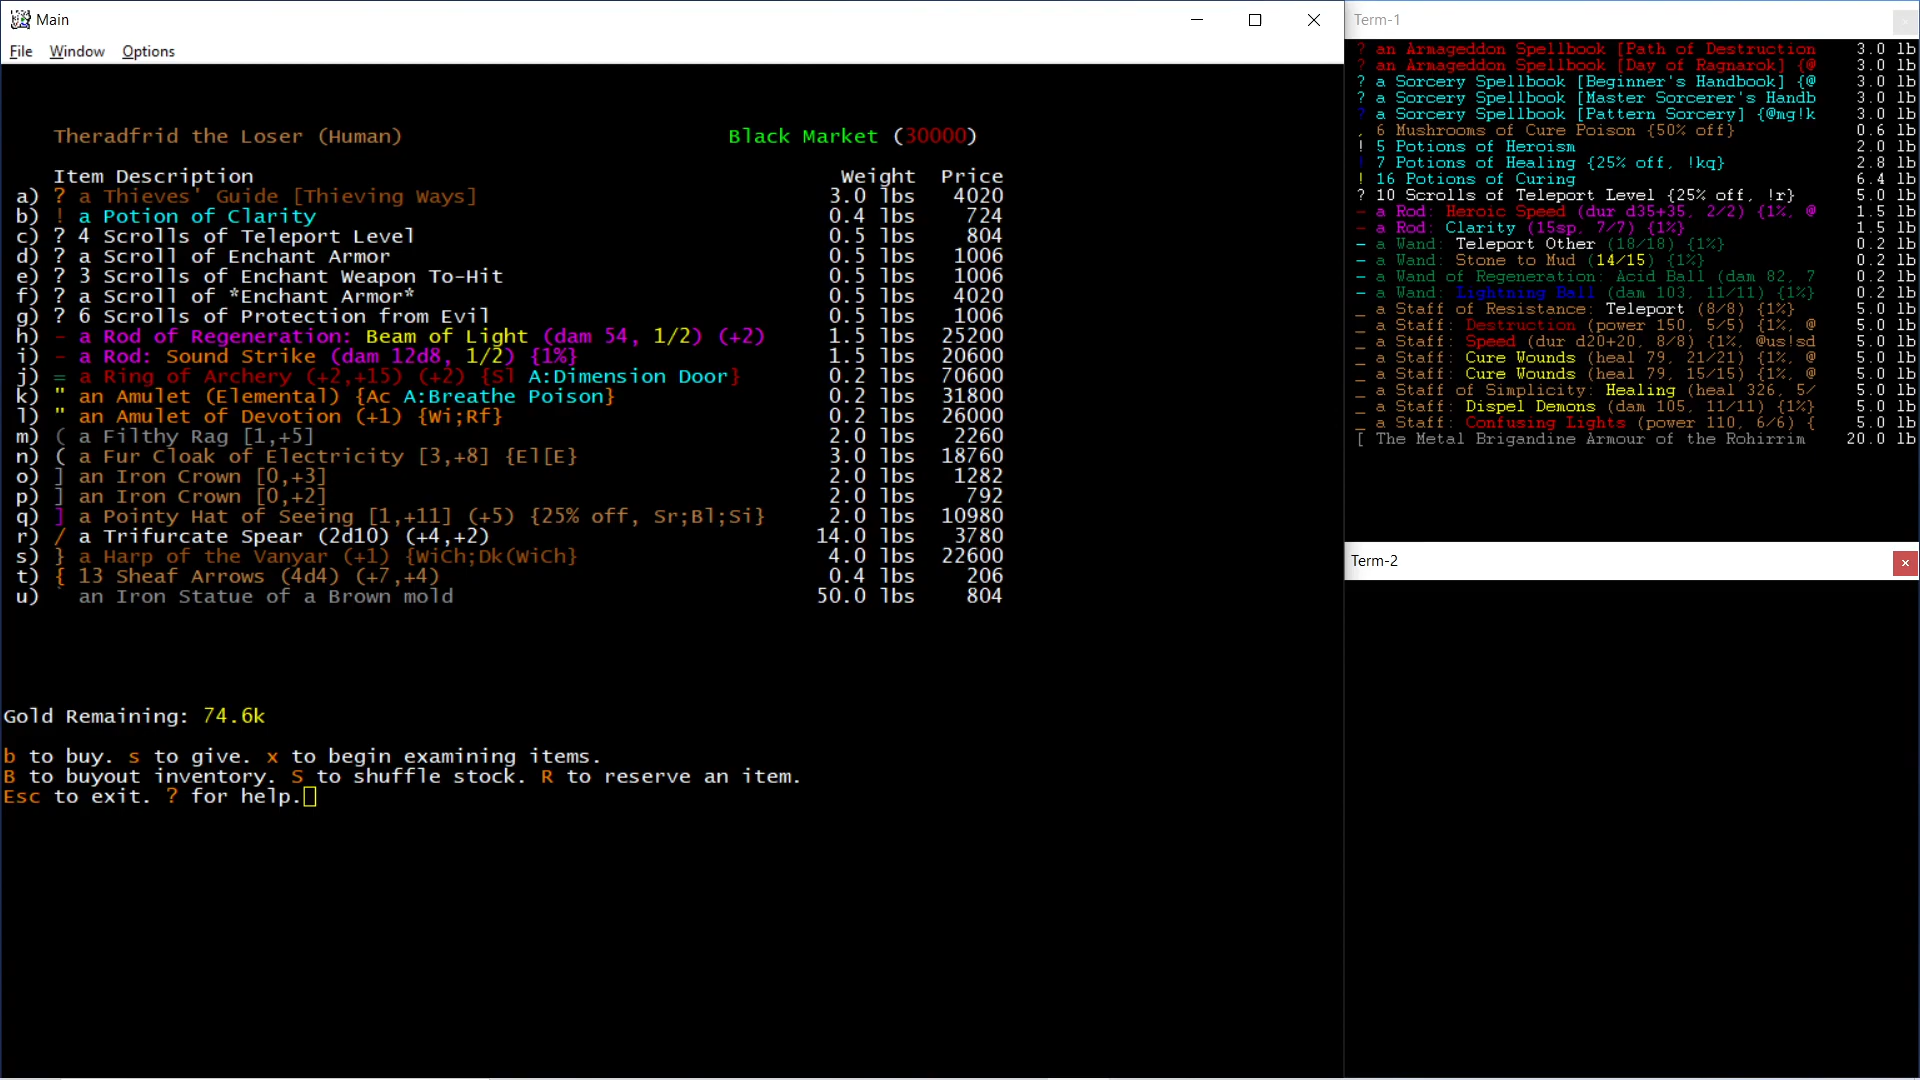 Main
File Window Options
Theradfrid the Loser (Human) Black Market (30000)
Item Description Weight Price
a) ? a Thieves' Guide [Thieving Ways] 3.0 lbs 4020
b) ! a Potion of Clarity 0.4 lbs 724
c) ? 4 Scrolls of Teleport Level 0.5 lbs 804
d) ? a Scroll of Enchant Armor 0.5 lbs 1006
e) ? 3 Scrolls of Enchant Weapon To-Hit 0.5 lbs 1006
f) ? a Scroll of *Enchant Armor* 0.5 lbs 4020
g) ? 6 Scrolls of Protection from Evil 0.5 lbs 1006
h) - a Rod of Regeneration: Beam of Light (dam 54, 1/2) (+2) 1.5 lbs 25200
i) - a Rod: Sound Strike (dam 12d8, 1/2) {1%} 1.5 lbs 20600
j) = a Ring of Archery (+2,+15) (+2) {Sl A:Dimension Door} 0.2 lbs 70600
k) " an Amulet (Elemental) {Ac A:Breathe Poison} 0.2 lbs 31800
l) " an Amulet of Devotion (+1) {Wi;Rf} 0.2 lbs 26000
m) ( a Filthy Rag [1,+5] 2.0 lbs 2260
n) ( a Fur Cloak of Electricity [3,+8] {El[E} 3.0 lbs 18760
o) ] an Iron Crown [0,+3] 2.0 lbs 1282
p) ] an Iron Crown [0,+2] 2.0 lbs 792
q) ] a Pointy Hat of Seeing [1,+11] (+5) {25% off, Sr;Bl;Si} 2.0 lbs 10980
r) / a Trifurcate Spear (2d10) (+4,+2) 14.0 lbs 3780
s) } a Harp of the Vanyar (+1) {WiCh;Dk(WiCh} 4.0 lbs 22600
t) { 13 Sheaf Arrows (4d4) (+7,+4) 0.4 lbs 206
u) ` an Iron Statue of a Brown mold 50.0 lbs 804
Gold Remaining: 74.6k
b to buy. s to give. x to begin examining items.
B to buyout inventory. S to shuffle stock. R to reserve an item.
Esc to exit. ? for help.
Term-1
? an Armageddon Spellbook [Path of Destruction 3.0 lb
? an Armageddon Spellbook [Day of Ragnarok] {@ 3.0 lb
? a Sorcery Spellbook [Beginner's Handbook] {@ 3.0 lb
? a Sorcery Spellbook [Master Sorcerer's Handb 3.0 lb
? a Sorcery Spellbook [Pattern Sorcery] {@mg!k 3.0 lb
, 6 Mushrooms of Cure Poison {50% off} 0.6 lb
! 5 Potions of Heroism 2.0 lb
! 7 Potions of Healing {25% off, !kq} 2.8 lb
! 16 Potions of Curing 6.4 lb
? 10 Scrolls of Teleport Level {25% off, !r} 5.0 lb
- a Rod: Heroic Speed (dur d35+35, 2/2) {1%, @ 1.5 lb
- a Rod: Clarity (15sp, 7/7) {1%} 1.5 lb
- a Wand: Teleport Other (18/18) {1%} 0.2 lb
- a Wand: Stone to Mud (14/15) {1%} 0.2 lb
- a Wand of Regeneration: Acid Ball (dam 82, 7 0.2 lb
- a Wand: Lightning Ball (dam 103, 11/11) {1%} 0.2 lb
_ a Staff of Resistance: Teleport (8/8) {1%} 5.0 lb
_ a Staff: Destruction (power 150, 5/5) {1%, @ 5.0 lb
_ a Staff: Speed (dur d20+20, 8/8) {1%, @us!sd 5.0 lb
_ a Staff: Cure Wounds (heal 79, 21/21) {1%, @ 5.0 lb
_ a Staff: Cure Wounds (heal 79, 15/15) {1%, @ 5.0 lb
_ a Staff of Simplicity: Healing (heal 326, 5/ 5.0 lb
_ a Staff: Dispel Demons (dam 105, 11/11) {1%} 5.0 lb
_ a Staff: Confusing Lights (power 110, 6/6) { 5.0 lb
[ The Metal Brigandine Armour of the Rohirrim 20.0 lb
Term-2